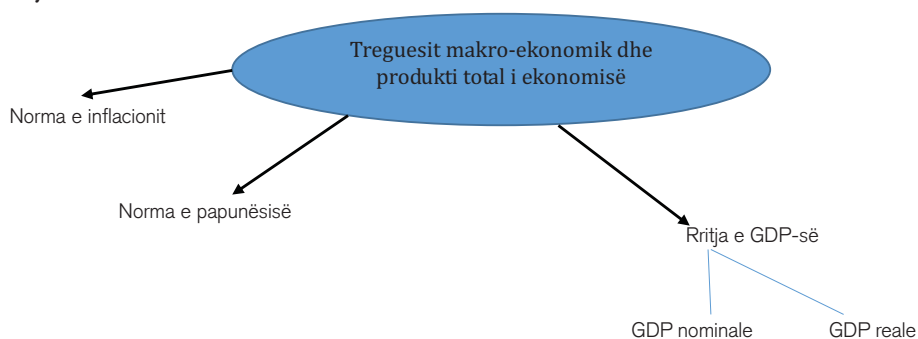 Treguesit makro-ekonomik dhe
produkti total i ekonomisë
Norma e inflacionit
Norma e papunësisë
Rritja e GDP-së
GDP nominale
GDP reale